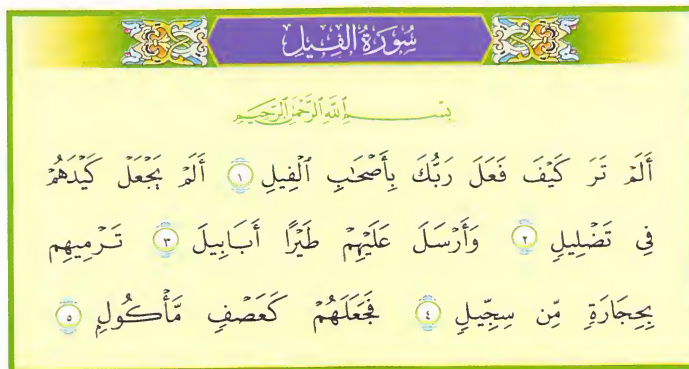 سُورَةُ الفِيلِ
بِسْمِ اللَّهِ الرَّحْمَٰنِ الرَّحِيمِ
أَلَمْ تَرَ كَيْفَ فَعَلَ رَبُّكَ بِأَصْحَٰبِ ٱلْفِيلِ ١ أَلَمْ يَجْعَلْ كَيْدَهُمْ
فِى تَضْلِيلٍ ٢ وَأَرْسَلَ عَلَيْهِمْ طَيْرًا أَبَابِيلَ ٣ تَرْمِيهِم
بِحِجَارَةٍ مِّن سِجِّيلٍ ٤ فَجَعَلَهُمْ كَعَصْفٍ مَّأْكُولٍ ٥